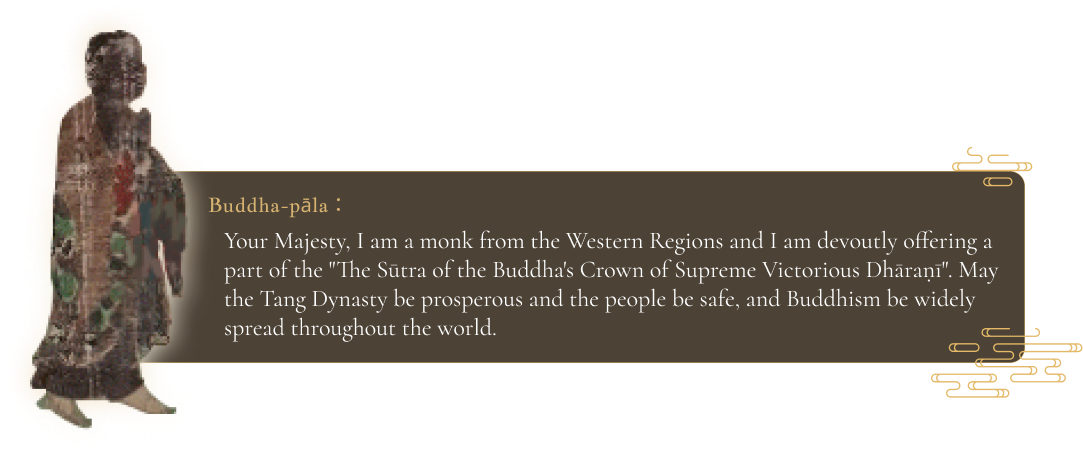 Buddha-pāla：
Your Majesty, I am a monk from the Western Regions and I am devoutly offering a
part of the "The Sūtra of the Buddha's Crown of Supreme Victorious Dhāraṇī". May
the Tang Dynasty be prosperous and the people be safe, and Buddhism be widely
spread throughout the world.